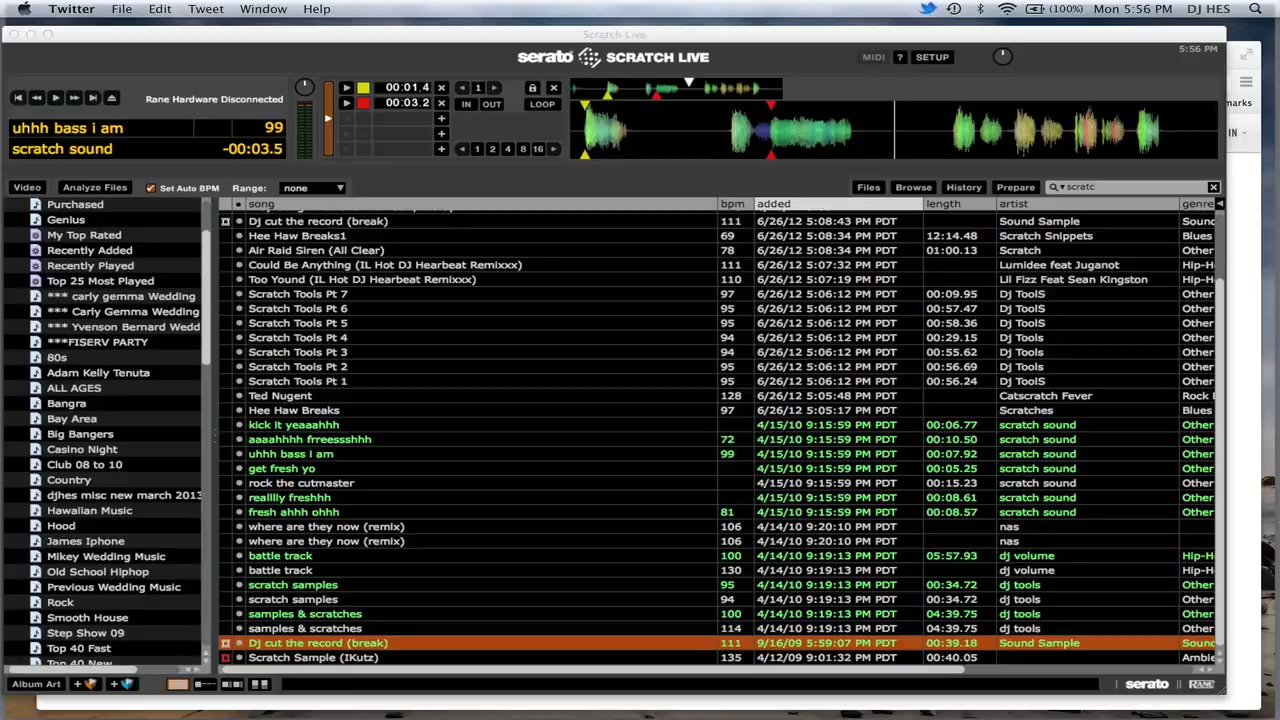 Twitter File Edit Tweet Window Help (100%) Mon 5:56 PM DJ HES
Scratch Live
serato SCRATCH LIVE MIDI ? SETUP 5:56 PM
marks
IN
Rane Hardware Disconnected
uhhh bass i am 99
scratch sound -00:03.5
00:01.4 1
00:03.2 IN OUT LOOP
1 2 4 8 16
Video Analyze Files Set Auto BPM Range: none Files Browse History Prepare scratc
song bpm added length artist genre
Purchased
Genius
My Top Rated
Recently Added
Recently Played
Top 25 Most Played
*** carly gemma Wedding
*** Carly Gemma Wedding
*** Yvenson Bernard Wedd
***FISERV PARTY
80s
Adam Kelly Tenuta
ALL AGES
Bangra
Bay Area
Big Bangers
Casino Night
Club 08 to 10
Country
djhes misc new march 2013
Hawaiian Music
Hood
James Iphone
Mikey Wedding Music
Old School Hiphop
Previous Wedding Music
Rock
Smooth House
Step Show 09
Top 40 Fast
Top 40 New
Dj cut the record (break) 111 6/26/12 5:08:43 PM PDT Sound Sample Sound
Hee Haw Breaks1 69 6/26/12 5:08:34 PM PDT 12:14.48 Scratch Snippets Blues
Air Raid Siren (All Clear) 78 6/26/12 5:08:34 PM PDT 01:00.13 Scratch Other
Could Be Anything (IL Hot DJ Hearbeat Remixxx) 111 6/26/12 5:07:32 PM PDT Lumidee feat Juganot Hip-H
Too Yound (IL Hot DJ Hearbeat Remixxx) 110 6/26/12 5:07:19 PM PDT Lil Fizz Feat Sean Kingston Hip-H
Scratch Tools Pt 7 97 6/26/12 5:06:12 PM PDT 00:09.95 Dj ToolS Other
Scratch Tools Pt 6 95 6/26/12 5:06:12 PM PDT 00:57.47 Dj ToolS Other
Scratch Tools Pt 5 95 6/26/12 5:06:12 PM PDT 00:58.36 Dj ToolS Other
Scratch Tools Pt 4 94 6/26/12 5:06:12 PM PDT 00:29.15 Dj ToolS Other
Scratch Tools Pt 3 94 6/26/12 5:06:12 PM PDT 00:55.62 Dj ToolS Other
Scratch Tools Pt 2 95 6/26/12 5:06:12 PM PDT 00:56.69 Dj ToolS Other
Scratch Tools Pt 1 95 6/26/12 5:06:12 PM PDT 00:56.24 Dj ToolS Other
Ted Nugent 128 6/26/12 5:05:48 PM PDT Catscratch Fever Rock
Hee Haw Breaks 97 6/26/12 5:05:17 PM PDT Scratches Blues
kick it yeaaahhh 4/15/10 9:15:59 PM PDT 00:06.77 scratch sound Other
aaaahhhh frreessshhh 72 4/15/10 9:15:59 PM PDT 00:10.50 scratch sound Other
uhhh bass i am 99 4/15/10 9:15:59 PM PDT 00:07.92 scratch sound Other
get fresh yo 4/15/10 9:15:59 PM PDT 00:05.25 scratch sound Other
rock the cutmaster 4/15/10 9:15:59 PM PDT 00:15.23 scratch sound Other
realllly freshhh 4/15/10 9:15:59 PM PDT 00:08.61 scratch sound Other
fresh ahhh ohhh 81 4/15/10 9:15:59 PM PDT 00:08.57 scratch sound Other
where are they now (remix) 106 4/14/10 9:20:10 PM PDT nas
where are they now (remix) 106 4/14/10 9:20:10 PM PDT nas
battle track 100 4/14/10 9:19:13 PM PDT 05:57.93 dj volume Hip-H
battle track 130 4/14/10 9:19:13 PM PDT dj volume Hip-H
scratch samples 95 4/14/10 9:19:13 PM PDT 00:34.72 dj tools Other
scratch samples 94 4/14/10 9:19:13 PM PDT 00:34.72 dj tools Other
samples & scratches 100 4/14/10 9:19:13 PM PDT 04:39.75 dj tools Other
samples & scratches 114 4/14/10 9:19:13 PM PDT 04:39.75 dj tools Other
Dj cut the record (break) 111 9/16/09 5:59:07 PM PDT 00:39.18 Sound Sample Sound
Scratch Sample (IKutz) 135 4/12/09 9:01:32 PM PDT 00:40.05 Ambie
Album Art serato RANE